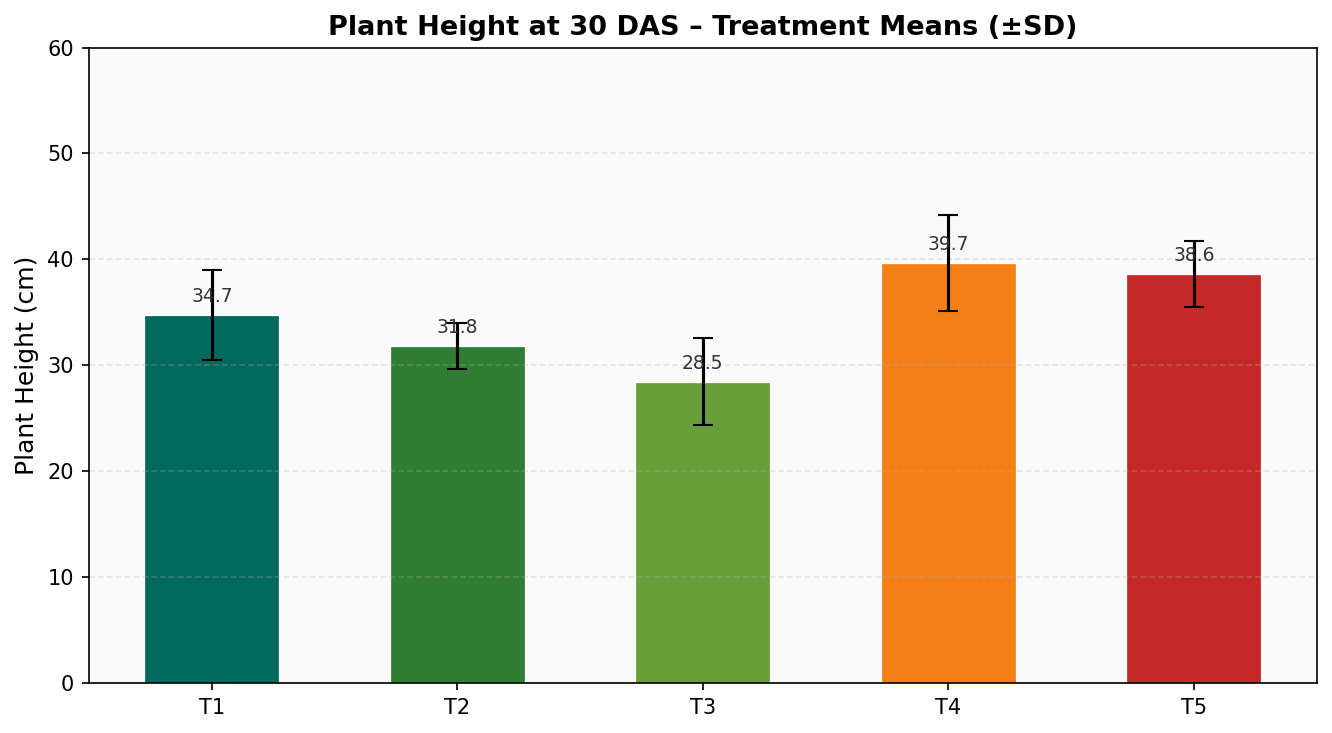 Plant Height at 30 DAS – Treatment Means (±SD)
Plant Height (cm)
60
50
40
30
20
10
0
34.7
31.8
28.5
39.7
38.6
T1
T2
T3
T4
T5